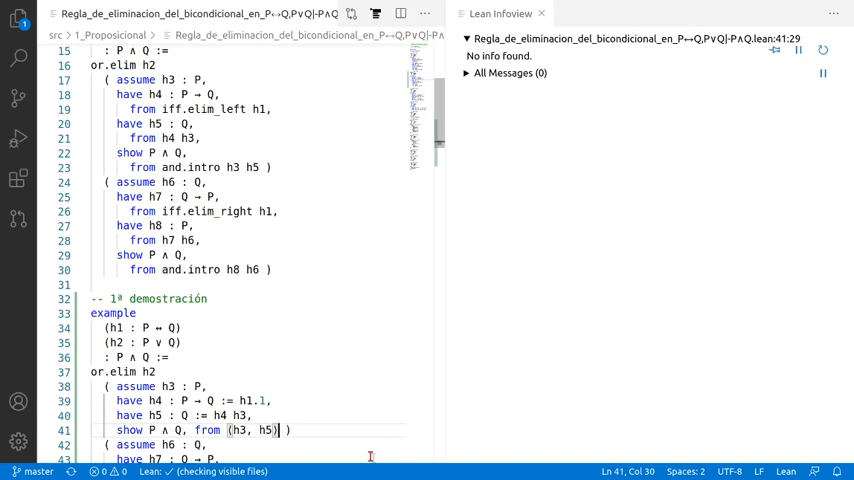 Regla_de_eliminacion_del_bicondicional_en_P↔Q,P∨Q|-P∧Q
src > 1_Proposicional > Regla_de_eliminacion_del_bicondicional_en_P↔Q,P∨Q|-P∧
15 : P ∧ Q :=
16 or.elim h2
17 ( assume h3 : P,
18 have h4 : P → Q,
19 from iff.elim_left h1,
20 have h5 : Q,
21 from h4 h3,
22 show P ∧ Q,
23 from and.intro h3 h5 )
24 ( assume h6 : Q,
25 have h7 : Q → P,
26 from iff.elim_right h1,
27 have h8 : P,
28 from h7 h6,
29 show P ∧ Q,
30 from and.intro h8 h6 )
31
32 -- 1ª demostración
33 example
34 (h1 : P ↔ Q)
35 (h2 : P ∨ Q)
36 : P ∧ Q :=
37 or.elim h2
38 ( assume h3 : P,
39 have h4 : P → Q := h1.1,
40 have h5 : Q := h4 h3,
41 show P ∧ Q, from ⟨h3, h5⟩ )
42 ( assume h6 : Q,
43 have h7 : Q → P,
Lean Infoview
Regla_de_eliminacion_del_bicondicional_en_P↔Q,P∨Q|-P∧Q.lean:41:29
No info found.
All Messages (0)
1
master 0 0 Lean: ✓ (checking visible files) Ln 41, Col 30 Spaces: 2 UTF-8 LF Lean